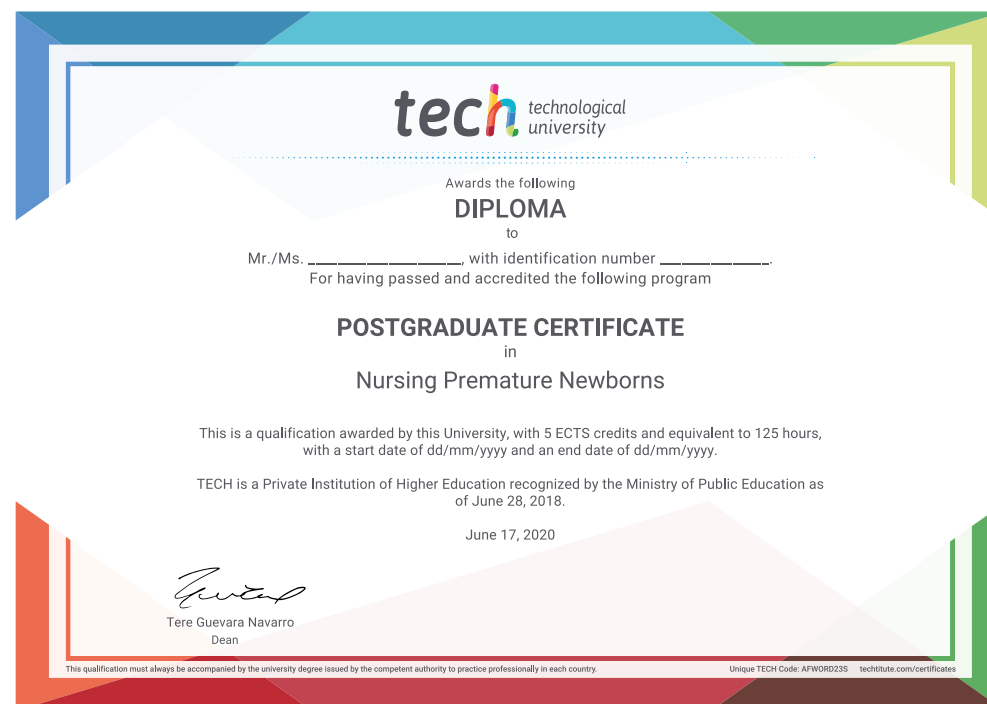 tech technological
university
Awards the following
DIPLOMA
to
Mr./Ms. ____________________, with identification number ______________.
For having passed and accredited the following program
POSTGRADUATE CERTIFICATE
in
Nursing Premature Newborns
This is a qualification awarded by this University, with 5 ECTS credits and equivalent to 125 hours,
with a start date of dd/mm/yyyy and an end date of dd/mm/yyyy.
TECH is a Private Institution of Higher Education recognized by the Ministry of Public Education as
of June 28, 2018.
June 17, 2020
Tere Guevara Navarro
Dean
This qualification must always be accompanied by the university degree issued by the competent authority to practice professionally in each country.
Unique TECH Code: AFWORD23S techtitute.com/certificates